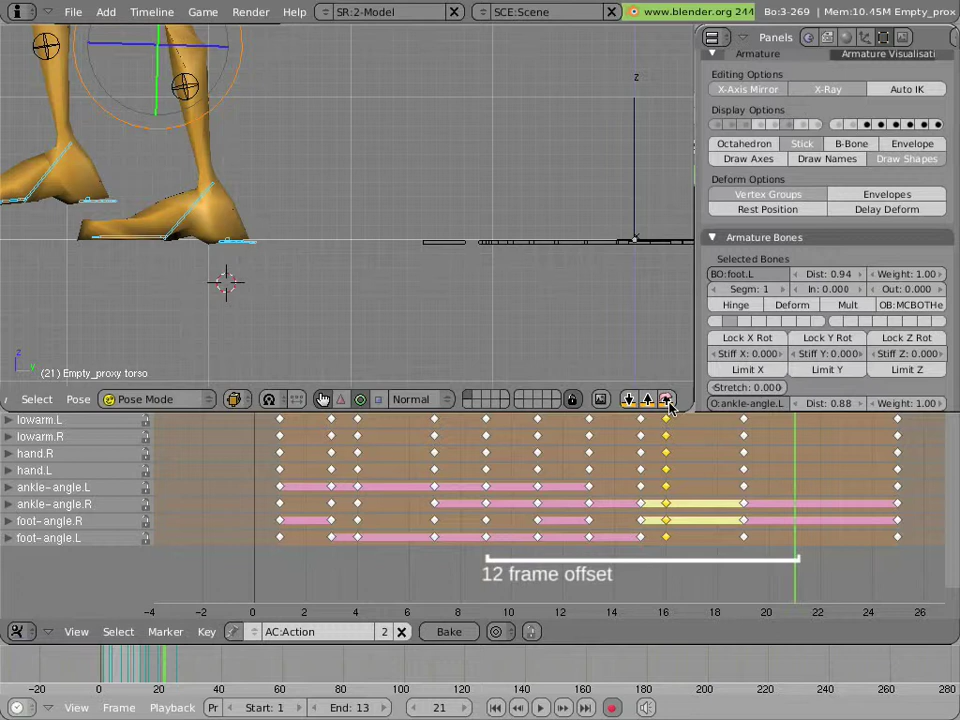 File Add Timeline Game Render Help SR:2-Model SCE:Scene www.blender.org 244 Bo:3-269 | Mem:10.45M Empty_prox
Panels
Armature Armature Visualisati
Editing Options
X-Axis Mirror X-Ray Auto IK
Display Options
Octahedron Stick B-Bone Envelope
Draw Axes Draw Names Draw Shapes
Deform Options
Vertex Groups Envelopes
Rest Position Delay Deform
Armature Bones
Selected Bones
BO:foot.L Dist: 0.94 Weight: 1.00
Segm: 1 In: 0.000 Out: 0.000
Hinge Deform Mult OB:MCBOTHe
Lock X Rot Lock Y Rot Lock Z Rot
Stiff X: 0.000 Stiff Y: 0.000 Stiff Z: 0.000
Limit X Limit Y Limit Z
Stretch: 0.000
O:ankle-angle.L Dist: 0.88 Weight: 1.00
z
z
y
(21) Empty_proxy torso
Select Pose Pose Mode Normal
lowarm.L
lowarm.R
hand.R
hand.L
ankle-angle.L
ankle-angle.R
foot-angle.R
foot-angle.L
12 frame offset
-4 -2 0 2 4 6 8 10 12 14 16 18 20 22 24 26
View Select Marker Key AC:Action 2 Bake
-20 0 20 40 60 80 100 120 140 160 180 200 220 240 260 280
View Frame Playback Pr Start: 1 End: 13 21